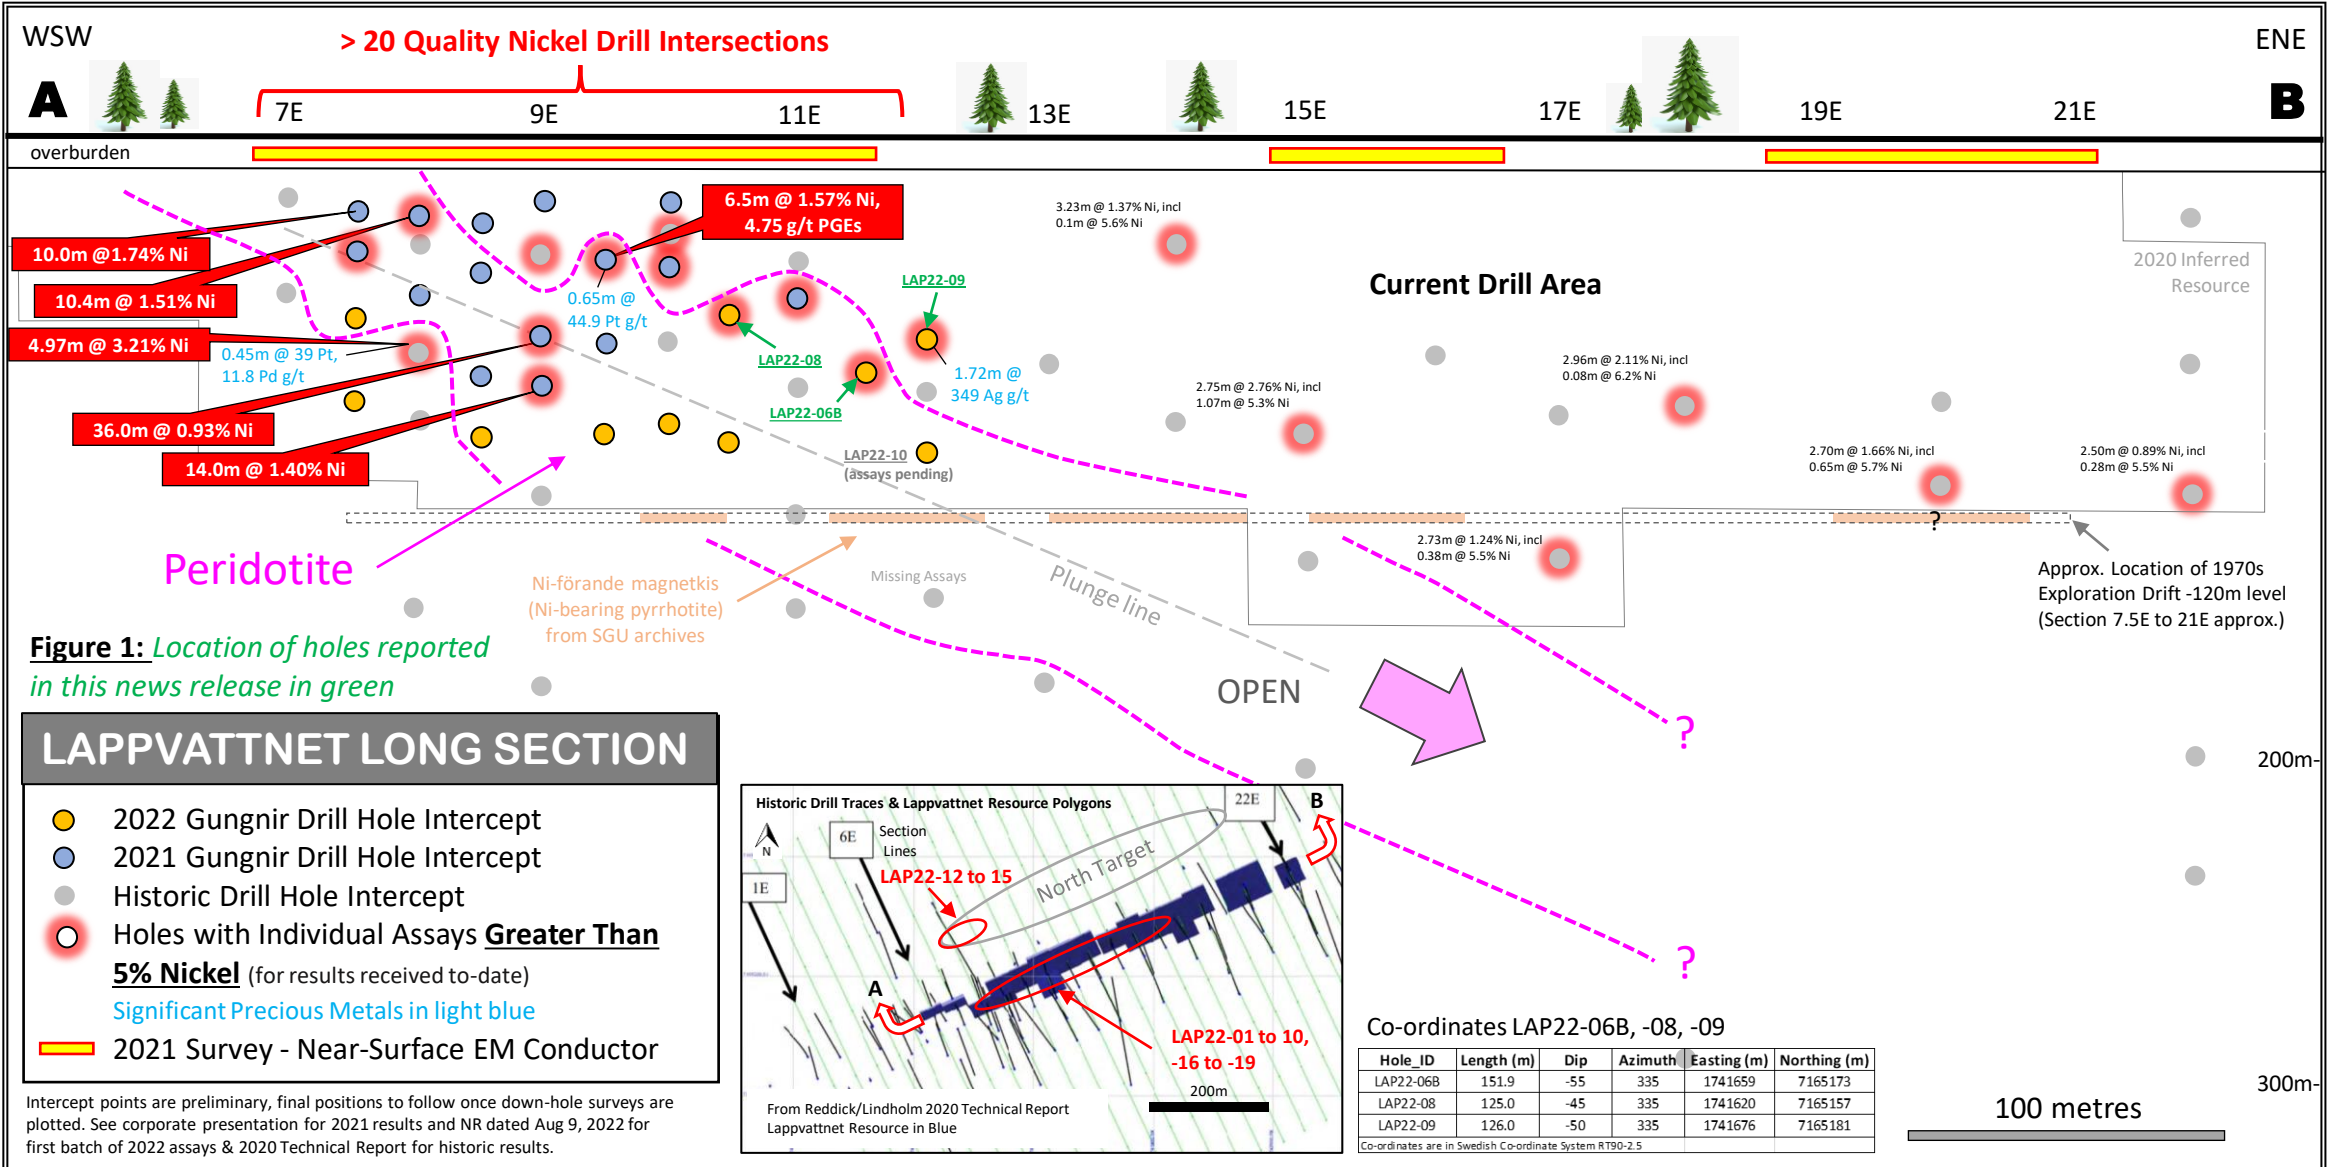 WSW
> 20 Quality Nickel Drill Intersections
ENE
A
7E
9E
11E
13E
15E
17E
19E
21E
B
overburden
10.0m @1.74% Ni
10.4m @ 1.51% Ni
4.97m @ 3.21% Ni
36.0m @ 0.93% Ni
14.0m @ 1.40% Ni
6.5m @ 1.57% Ni,
4.75 g/t PGEs
0.65m @
44.9 Pt g/t
0.45m @ 39 Pt,
11.8 Pd g/t
LAP22-09
LAP22-08
LAP22-06B
1.72m @
349 Ag g/t
LAP22-10
(assays pending)
3.23m @ 1.37% Ni, incl
0.1m @ 5.6% Ni
Current Drill Area
2020 Inferred
Resource
2.75m @ 2.76% Ni, incl
1.07m @ 5.3% Ni
2.96m @ 2.11% Ni, incl
0.08m @ 6.2% Ni
2.70m @ 1.66% Ni, incl
0.65m @ 5.7% Ni
2.50m @ 0.89% Ni, incl
0.28m @ 5.5% Ni
?
2.73m @ 1.24% Ni, incl
0.38m @ 5.5% Ni
Peridotite
Ni-förande magnetkis
(Ni-bearing pyrrhotite)
from SGU archives
Missing Assays
Plunge line
Approx. Location of 1970s
Exploration Drift -120m level
(Section 7.5E to 21E approx.)
Figure 1: Location of holes reported
in this news release in green
OPEN
?
?
200m-
300m-
LAPPVATTNET LONG SECTION
2022 Gungnir Drill Hole Intercept
2021 Gungnir Drill Hole Intercept
Historic Drill Hole Intercept
Holes with Individual Assays Greater Than
5% Nickel (for results received to-date)
Significant Precious Metals in light blue
2021 Survey - Near-Surface EM Conductor
Intercept points are preliminary, final positions to follow once down-hole surveys are
plotted. See corporate presentation for 2021 results and NR dated Aug 9, 2022 for
first batch of 2022 assays & 2020 Technical Report for historic results.
Historic Drill Traces & Lappvattnet Resource Polygons
22E
B
N
6E
Section
Lines
1E
LAP22-12 to 15
North Target
A
LAP22-01 to 10,
-16 to -19
200m
From Reddick/Lindholm 2020 Technical Report
Lappvattnet Resource in Blue
Co-ordinates LAP22-06B, -08, -09
Hole_ID Length (m) Dip Azimuth Easting (m) Northing (m)
LAP22-06B 151.9 -55 335 1741659 7165173
LAP22-08 125.0 -45 335 1741620 7165157
LAP22-09 126.0 -50 335 1741676 7165181
Co-ordinates are in Swedish Co-ordinate System RT90-2.5
100 metres